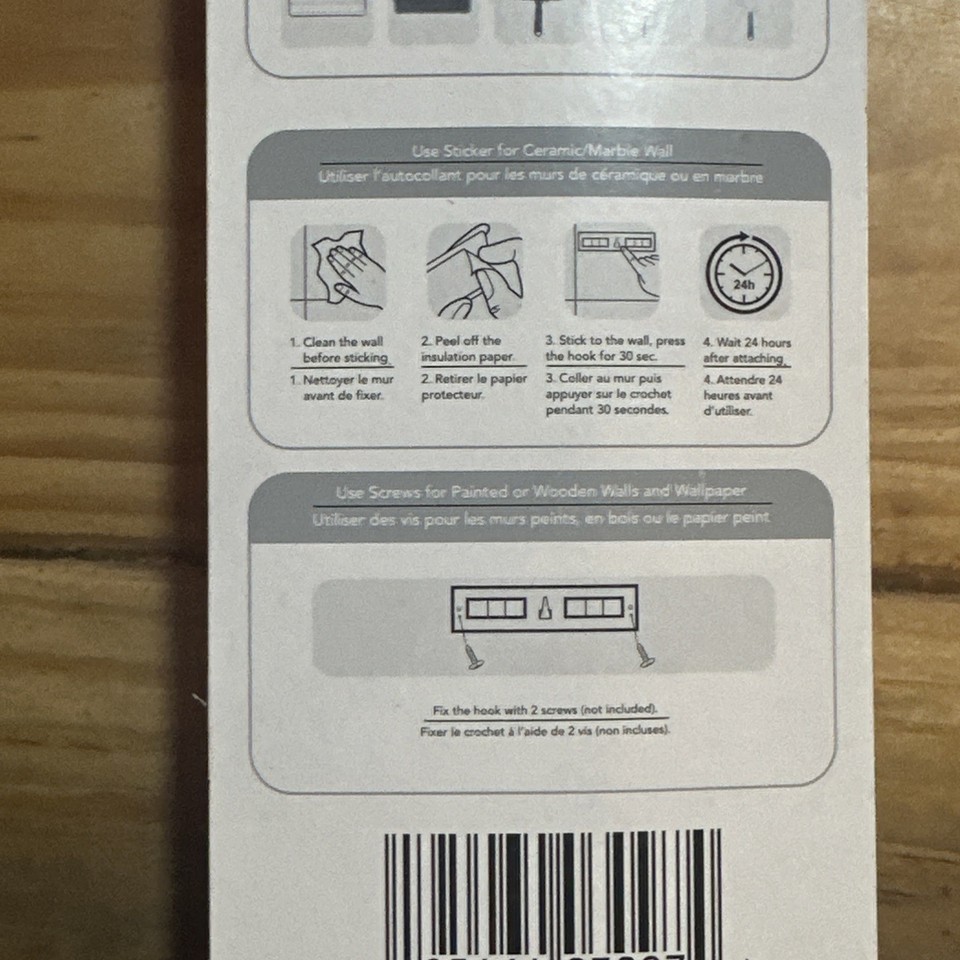 Use Sticker for Ceramic/Marble Wall
Utiliser l'autocollant pour les murs de céramique ou en marbre
24h
1. Clean the wall
before sticking.
1. Nettoyer le mur
avant de fixer.
2. Peel off the
insulation paper.
2. Retirer le papier
protecteur.
3. Stick to the wall, press
the hook for 30 sec.
3. Coller au mur puis
appuyer sur le crochet
pendant 30 secondes.
4. Wait 24 hours
after attaching.
4. Attendre 24
heures avant
d'utiliser.
Use Screws for Painted or Wooden Walls and Wallpaper
Utiliser des vis pour les murs peints, en bois ou le papier peint
Fix the hook with 2 screws (not included).
Fixer le crochet à l'aide de 2 vis (non incluses).